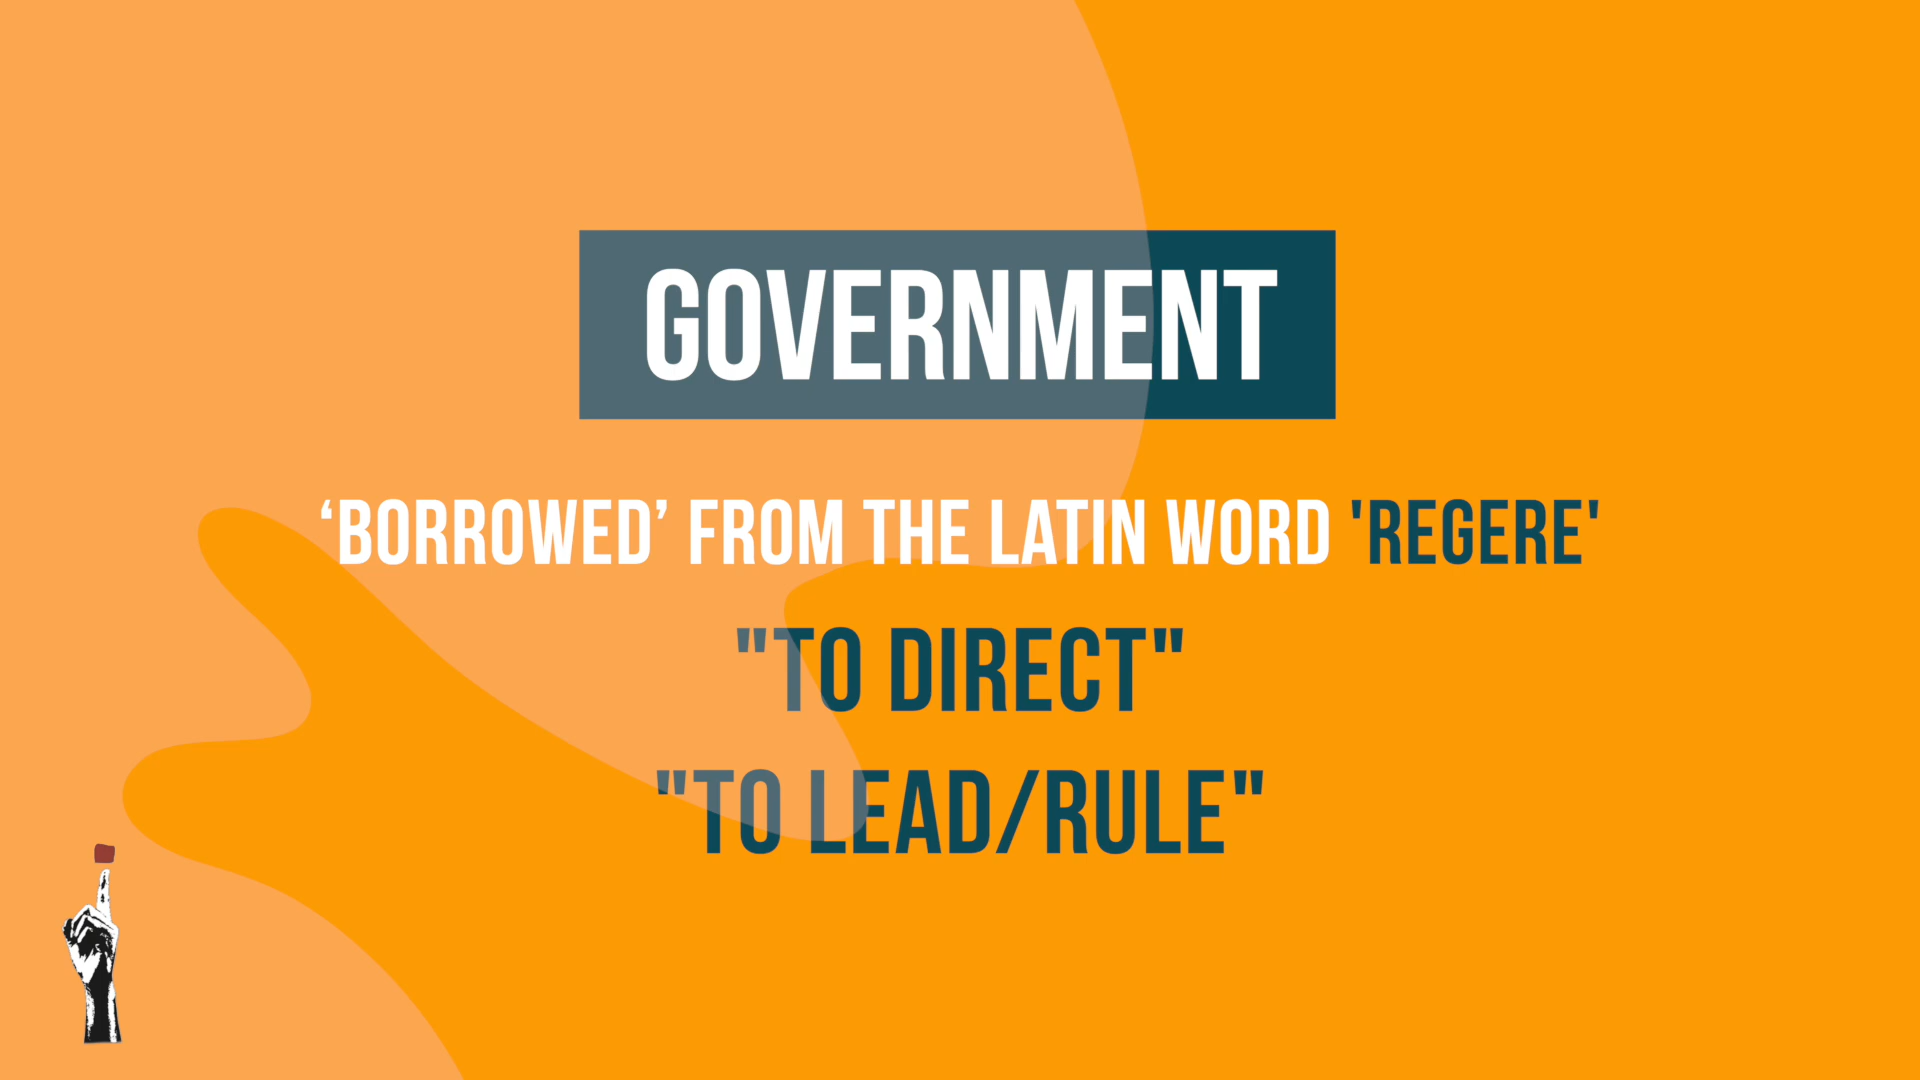 GOVERNMENT
‘BORROWED’ FROM THE LATIN WORD 'REGERE'
"TO DIRECT"
"TO LEAD/RULE"